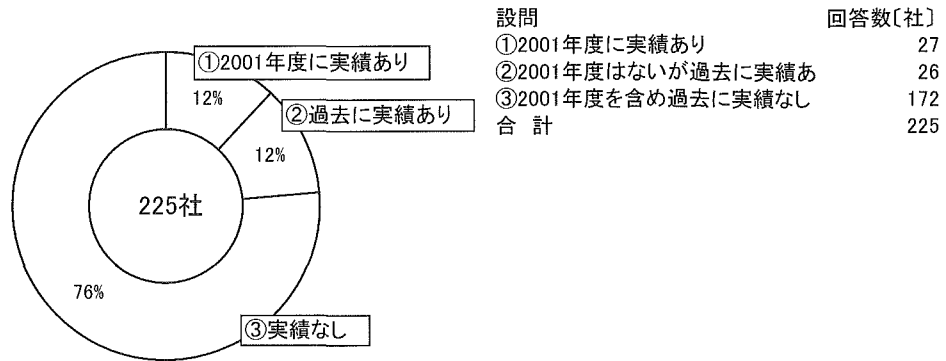 ①2001年度に実績あり
12%
②過去に実績あり
12%
225社
76%
③実績なし
設問 回答数〔社〕
①2001年度に実績あり 27
②2001年度はないが過去に実績あ 26
③2001年度を含め過去に実績なし 172
合 計 225